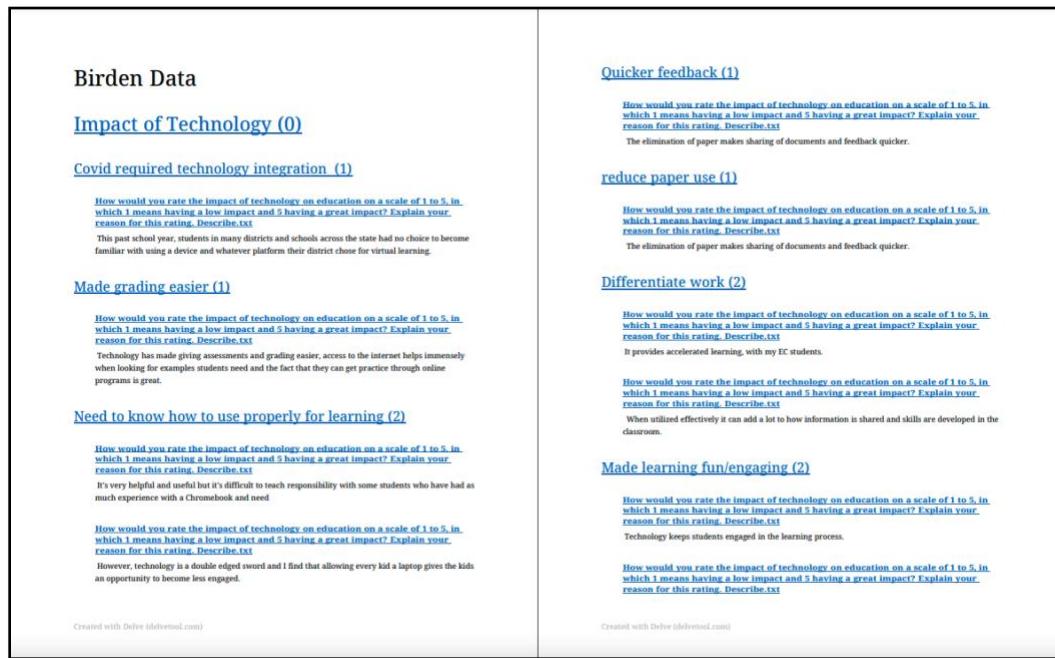 Birden Data
Impact of Technology (0)
Covid required technology integration (1)
How would you rate the impact of technology on education on a scale of 1 to 5, in
which 1 means having a low impact and 5 having a great impact? Explain your
reason for this rating. Describe.txt
This past school year, students in many districts and schools across the state had no choice to become
familiar with using a device and whatever platform their district chose for virtual learning.
Made grading easier (1)
How would you rate the impact of technology on education on a scale of 1 to 5, in
which 1 means having a low impact and 5 having a great impact? Explain your
reason for this rating. Describe.txt
Technology has made giving assessments and grading easier, access to the internet helps immensely
when looking for examples students need and the fact that they can get practice through online
programs is great.
Need to know how to use properly for learning (2)
How would you rate the impact of technology on education on a scale of 1 to 5, in
which 1 means having a low impact and 5 having a great impact? Explain your
reason for this rating. Describe.txt
It's very helpful and useful but it's difficult to teach responsibility with some students who have had as
much experience with a Chromebook and need
How would you rate the impact of technology on education on a scale of 1 to 5, in
which 1 means having a low impact and 5 having a great impact? Explain your
reason for this rating. Describe.txt
However, technology is a double edged sword and I find that allowing every kid a laptop gives the kids
an opportunity to become less engaged.
Created with Delve (delvetool.com)
Quicker feedback (1)
How would you rate the impact of technology on education on a scale of 1 to 5, in
which 1 means having a low impact and 5 having a great impact? Explain your
reason for this rating. Describe.txt
The elimination of paper makes sharing of documents and feedback quicker.
reduce paper use (1)
How would you rate the impact of technology on education on a scale of 1 to 5, in
which 1 means having a low impact and 5 having a great impact? Explain your
reason for this rating. Describe.txt
The elimination of paper makes sharing of documents and feedback quicker.
Differentiate work (2)
How would you rate the impact of technology on education on a scale of 1 to 5, in
which 1 means having a low impact and 5 having a great impact? Explain your
reason for this rating. Describe.txt
It provides accelerated learning, with my EC students.
How would you rate the impact of technology on education on a scale of 1 to 5, in
which 1 means having a low impact and 5 having a great impact? Explain your
reason for this rating. Describe.txt
When utilized effectively it can add a lot to how information is shared and skills are developed in the
classroom.
Made learning fun/engaging (2)
How would you rate the impact of technology on education on a scale of 1 to 5, in
which 1 means having a low impact and 5 having a great impact? Explain your
reason for this rating. Describe.txt
Technology keeps students engaged in the learning process.
How would you rate the impact of technology on education on a scale of 1 to 5, in
which 1 means having a low impact and 5 having a great impact? Explain your
reason for this rating. Describe.txt
Created with Delve (delvetool.com)